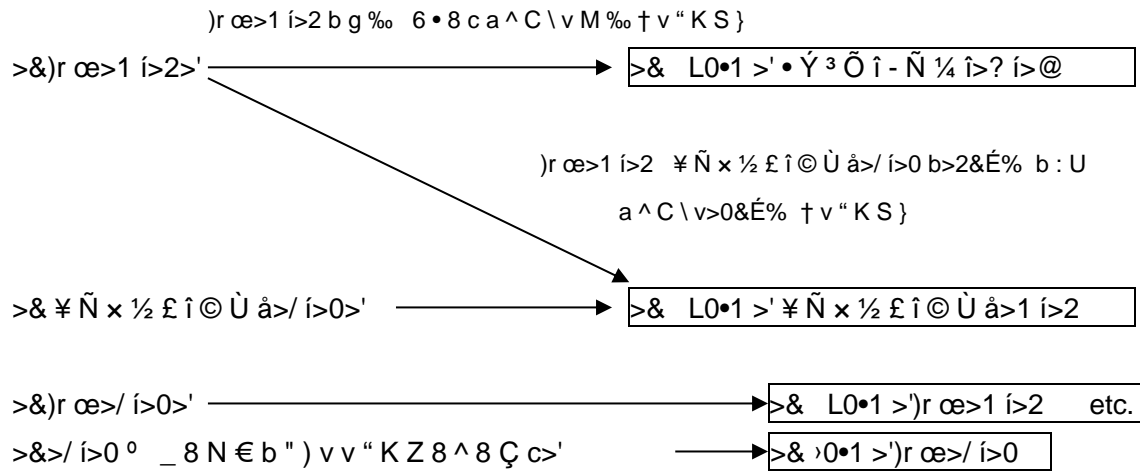 )r œ>1 í>2 b g ‰ 6 • 8 c a ^ C \ v M ‰ † v “ K S }
>&)r œ>1 í>2>' >& L0•1 >' • Ý ³ Õ î - Ñ ¼ î>? í>@
)r œ>1 í>2 ¥ Ñ × ½ £ î © Ù å>/ í>0 b>2&É% b : U
a ^ C \ v>0&É% † v “ K S }
>& ¥ Ñ × ½ £ î © Ù å>/ í>0>' >& L0•1 >' ¥ Ñ × ½ £ î © Ù å>1 í>2
>&)r œ>/ í>0>' >& L0•1 >')r œ>1 í>2 etc.
>&>/ í>0 º _ 8 N € b " ) v v “ K Z 8 ^ 8 Ç c>' >& ›0•1 >')r œ>/ í>0